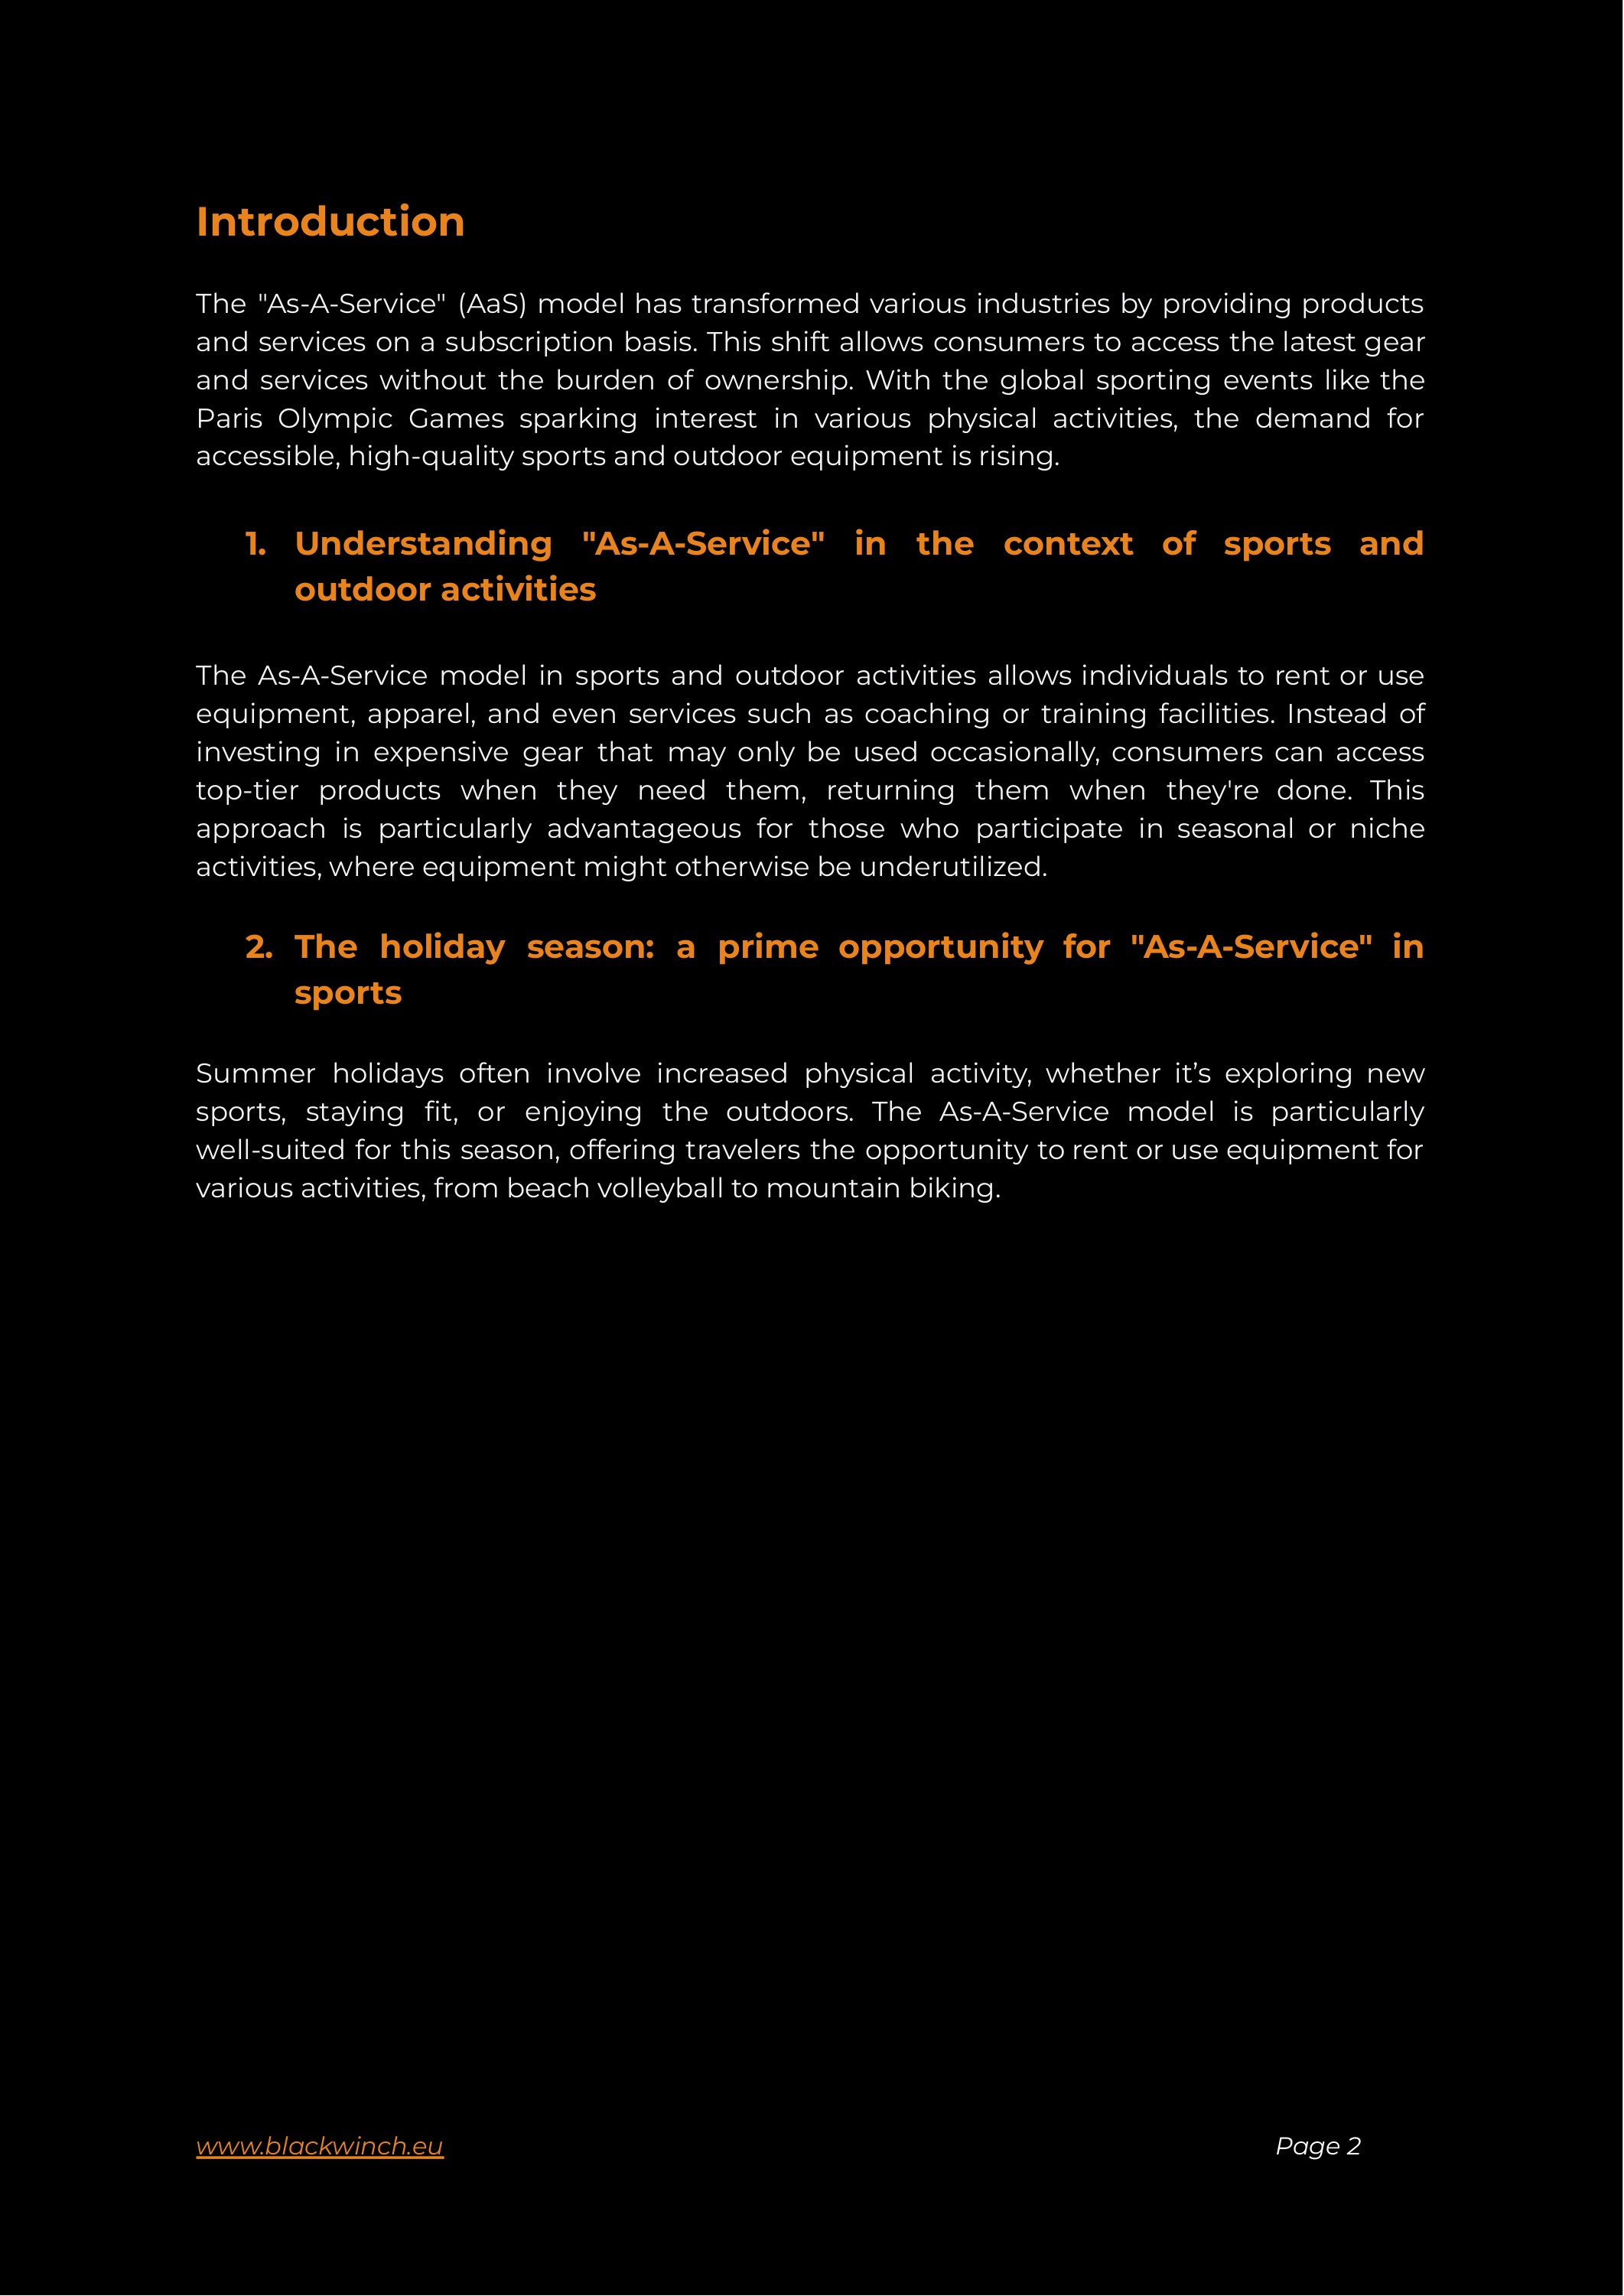 Introduction
The "As-A-Service" (AaS) model has transformed various industries by providing products
and services on a subscription basis. This shift allows consumers to access the latest gear
and services without the burden of ownership. With the global sporting events like the
Paris Olympic Games sparking interest in various physical activities, the demand for
accessible, high-quality sports and outdoor equipment is rising.
1. Understanding "As-A-Service" in the context of sports and
outdoor activities
The As-A-Service model in sports and outdoor activities allows individuals to rent or use
equipment, apparel, and even services such as coaching or training facilities. Instead of
investing in expensive gear that may only be used occasionally, consumers can access
top-tier products when they need them, returning them when they're done. This
approach is particularly advantageous for those who participate in seasonal or niche
activities, where equipment might otherwise be underutilized.
2. The holiday season: a prime opportunity for "As-A-Service" in
sports
Summer holidays often involve increased physical activity, whether it’s exploring new
sports, staying fit, or enjoying the outdoors. The As-A-Service model is particularly
well-suited for this season, offering travelers the opportunity to rent or use equipment for
various activities, from beach volleyball to mountain biking.
www.blackwinch.eu Page 2